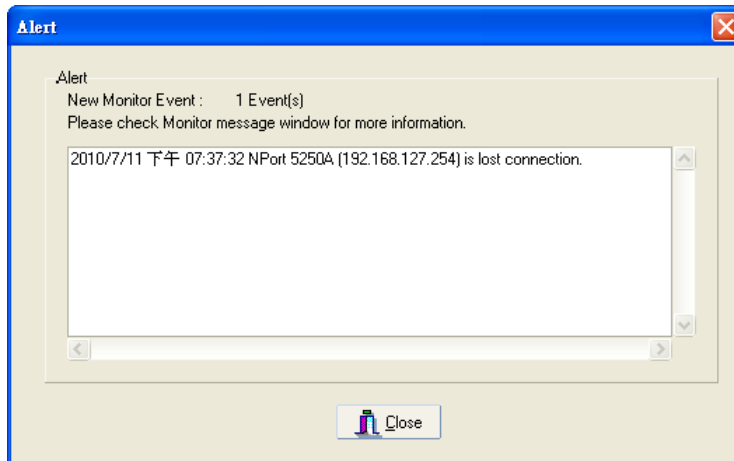 Alert
Alert
New Monitor Event : 1 Event(s)
Please check Monitor message window for more information.
2010/7/11 下午 07:37:32 NPort 5250A (192.168.127.254) is lost connection.
Close